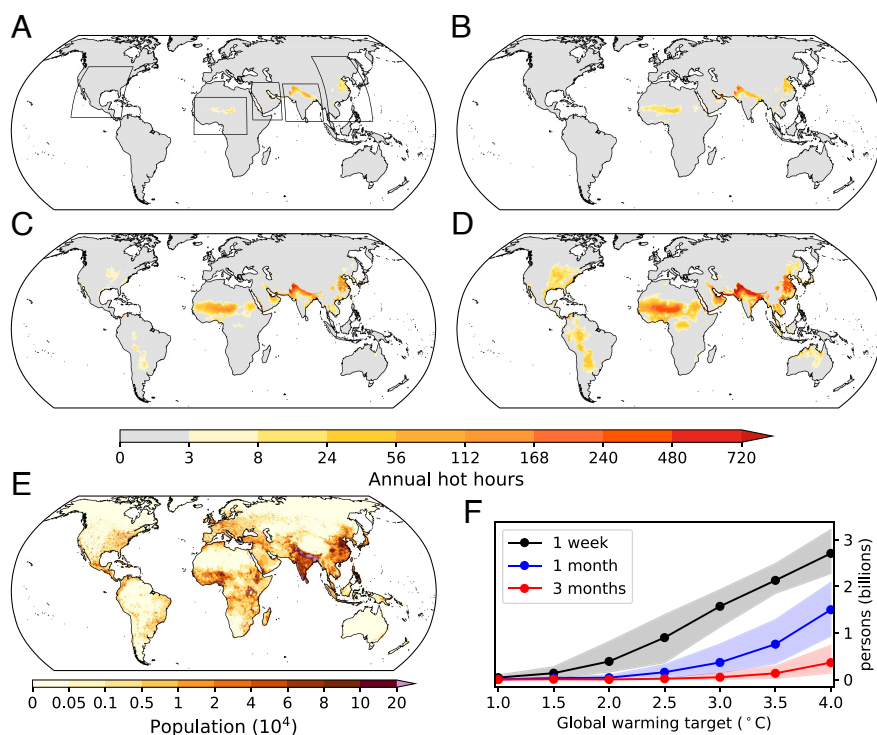 A
B
C
D
0 3 8 24 56 112 168 240 480 720
Annual hot hours
E
0 0.05 0.1 0.5 1 2 4 6 8 10 20
Population (10⁴)
F
1 week
1 month
3 months
3
2
1
0
persons (billions)
1.0 1.5 2.0 2.5 3.0 3.5 4.0
Global warming target (°C)